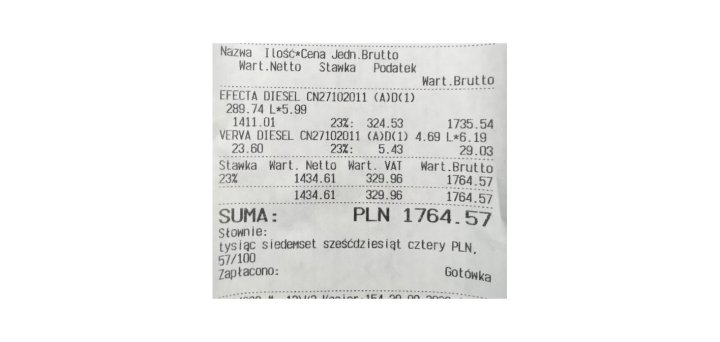 Nazwa Ilość*Cena Jedn.Brutto
Wart.Netto Stawka Podatek
Wart.Brutto
EFECTA DIESEL CN27102011 (A)D(1)
289.74 L*5.99
1411.01 23%: 324.53 1735.54
VERVA DIESEL CN27102011 (A)D(1) 4.69 L*6.19
23.60 23%: 5.43 29.03
Stawka Wart. Netto Wart. VAT Wart.Brutto
23% 1434.61 329.96 1764.57
1434.61 329.96 1764.57
SUMA: PLN 1764.57
Słownie:
tysiąc siedemset sześćdziesiąt cztery PLN,
57/100
Zapłacono: Gotówka